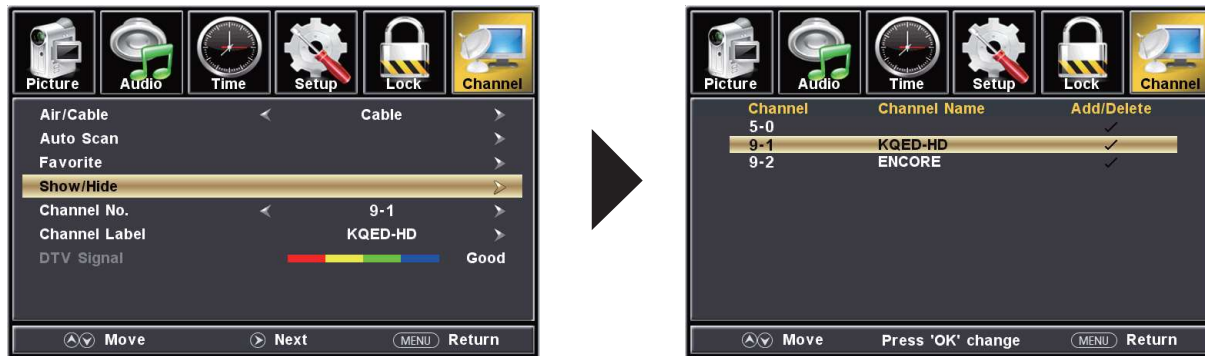 Picture Audio Time Setup Lock Channel
Air/Cable Cable
Auto Scan
Favorite
Show/Hide
Channel No. 9-1
Channel Label KQED-HD
DTV Signal Good
Move Next MENU Return
Picture Audio Time Setup Lock Channel
Channel Channel Name Add/Delete
5-0
9-1 KQED-HD
9-2 ENCORE
Move Press 'OK' change MENU Return